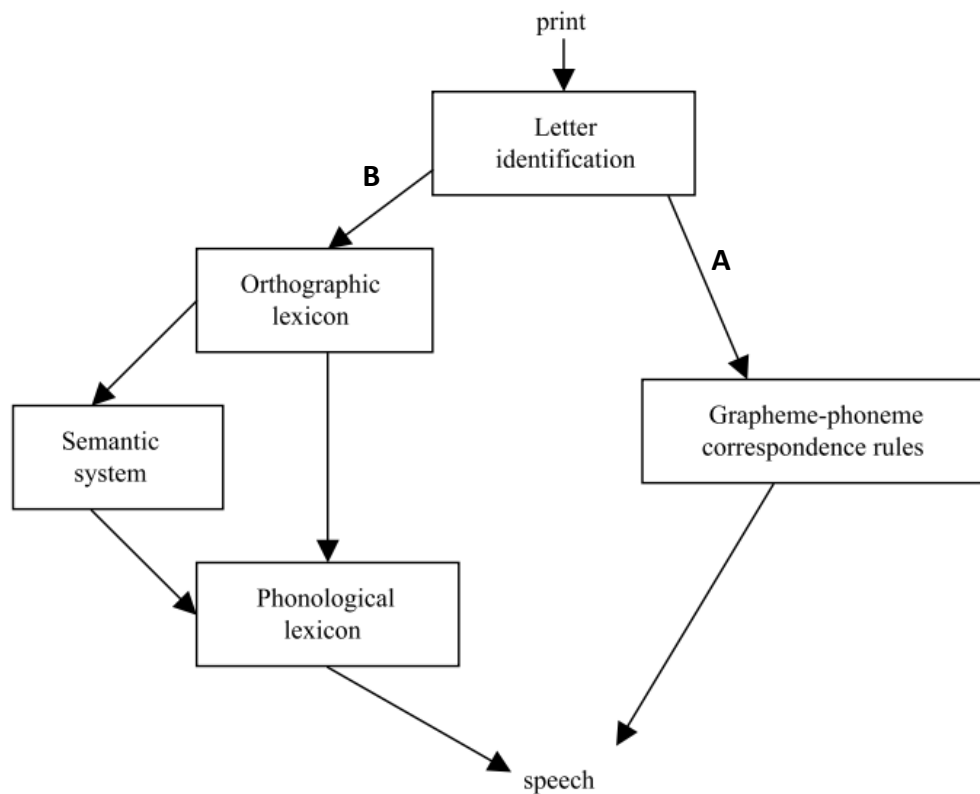 print
Letter
identification
B
A
Orthographic
lexicon
Semantic
system
Grapheme-phoneme
correspondence rules
Phonological
lexicon
speech